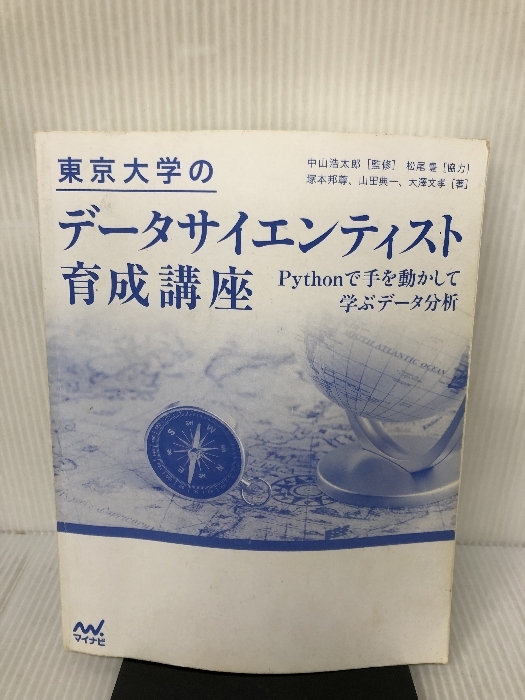 中山浩太郎 [監修] 松尾豊 [協力]
塚本邦尊、山田典一、大澤文孝 [著]
東京大学の
データサイエンティスト
育成講座
Pythonで手を動かして
学ぶデータ分析
SOUTH ATLANTIC OCEAN
マイナビ